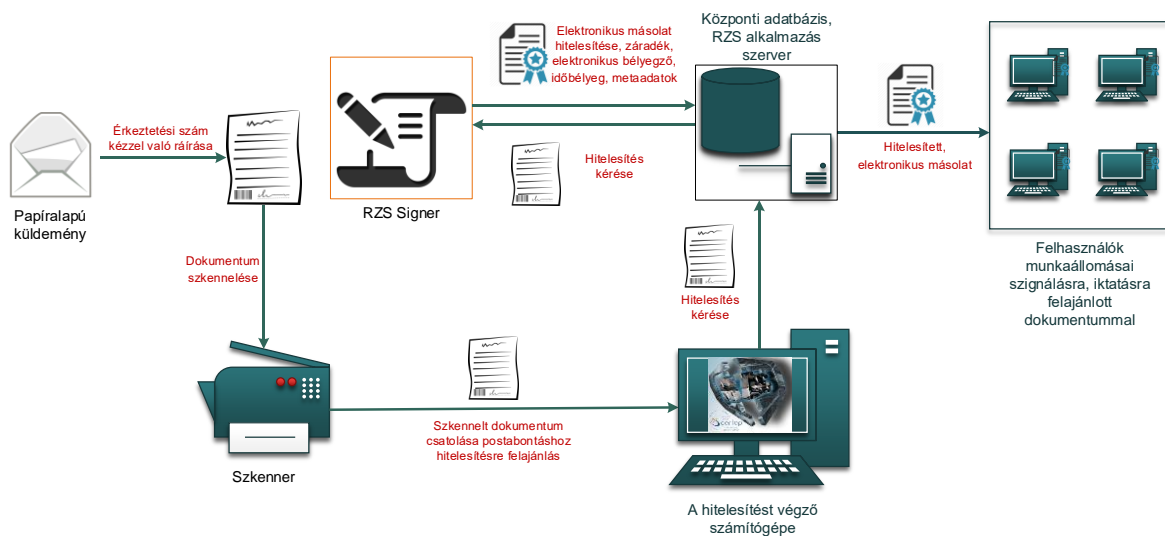 Érkeztetési szám
kézzel való ráírása
Papíralapú
küldemény
Elektronikus másolat
hitelesítése, záradék,
elektronikus bélyegző,
időbélyeg, metaadatok
Hitelesítés
kérése
RZS Signer
Központi adatbázis,
RZS alkalmazás
szerver
Hitelesített,
elektronikus másolat
Felhasználók
munkaállomásai
szignálásra, iktatásra
felajánlott
dokumentummal
Dokumentum
szkennelése
Hitelesítés
kérése
Szkennelt dokumentum
csatolása postabontáshoz
hitelesítésre felajánlás
Szkenner
A hitelesítést végző
számítógépe